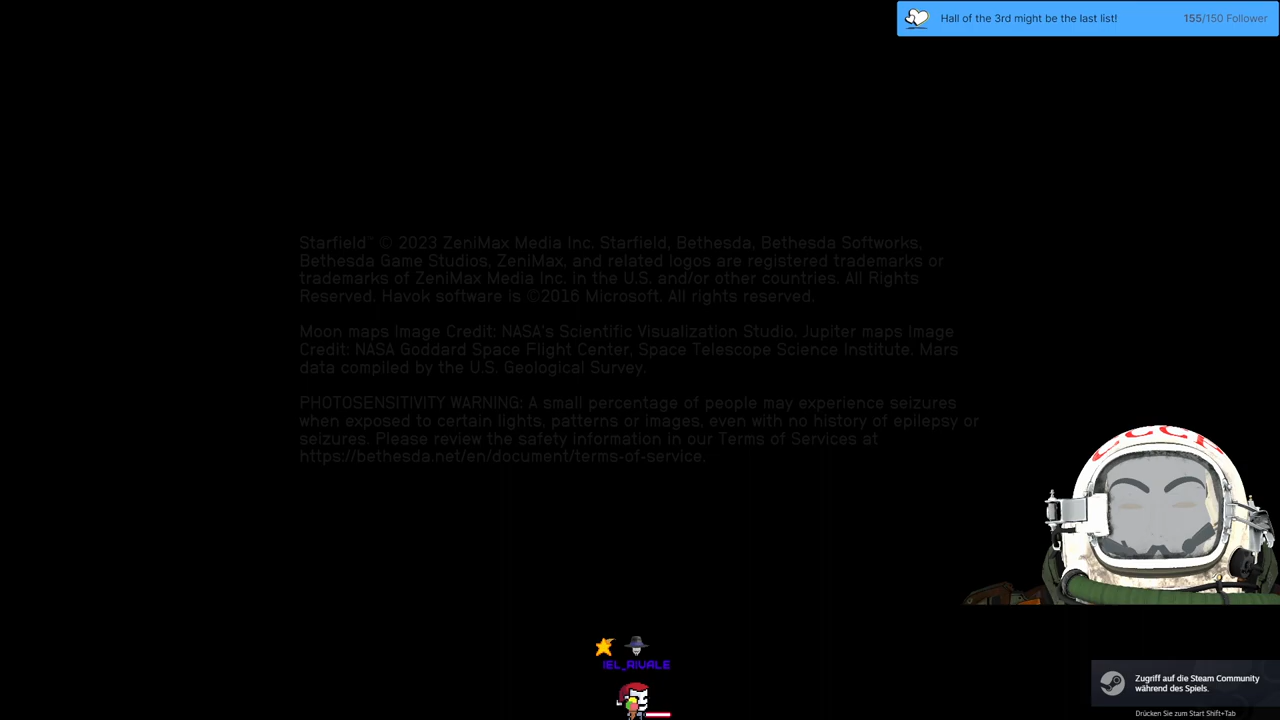 Hall of the 3rd might be the last list!
155/150 Follower
Starfield™ © 2023 ZeniMax Media Inc. Starfield, Bethesda, Bethesda Softworks,
Bethesda Game Studios, ZeniMax, and related logos are registered trademarks or
trademarks of ZeniMax Media Inc. in the U.S. and/or other countries. All Rights
Reserved. Havok software is ©2016 Microsoft. All rights reserved.
Moon maps Image Credit: NASA's Scientific Visualization Studio. Jupiter maps Image
Credit: NASA Goddard Space Flight Center, Space Telescope Science Institute. Mars
data compiled by the U.S. Geological Survey.
PHOTOSENSITIVITY WARNING: A small percentage of people may experience seizures
when exposed to certain lights, patterns or images, even with no history of epilepsy or
seizures. Please review the safety information in our Terms of Services at
https://bethesda.net/en/document/terms-of-service.
CCCP
IEL_RIVALE
Zugriff auf die Steam Community
während des Spiels.
Drücken Sie zum Start Shift+Tab